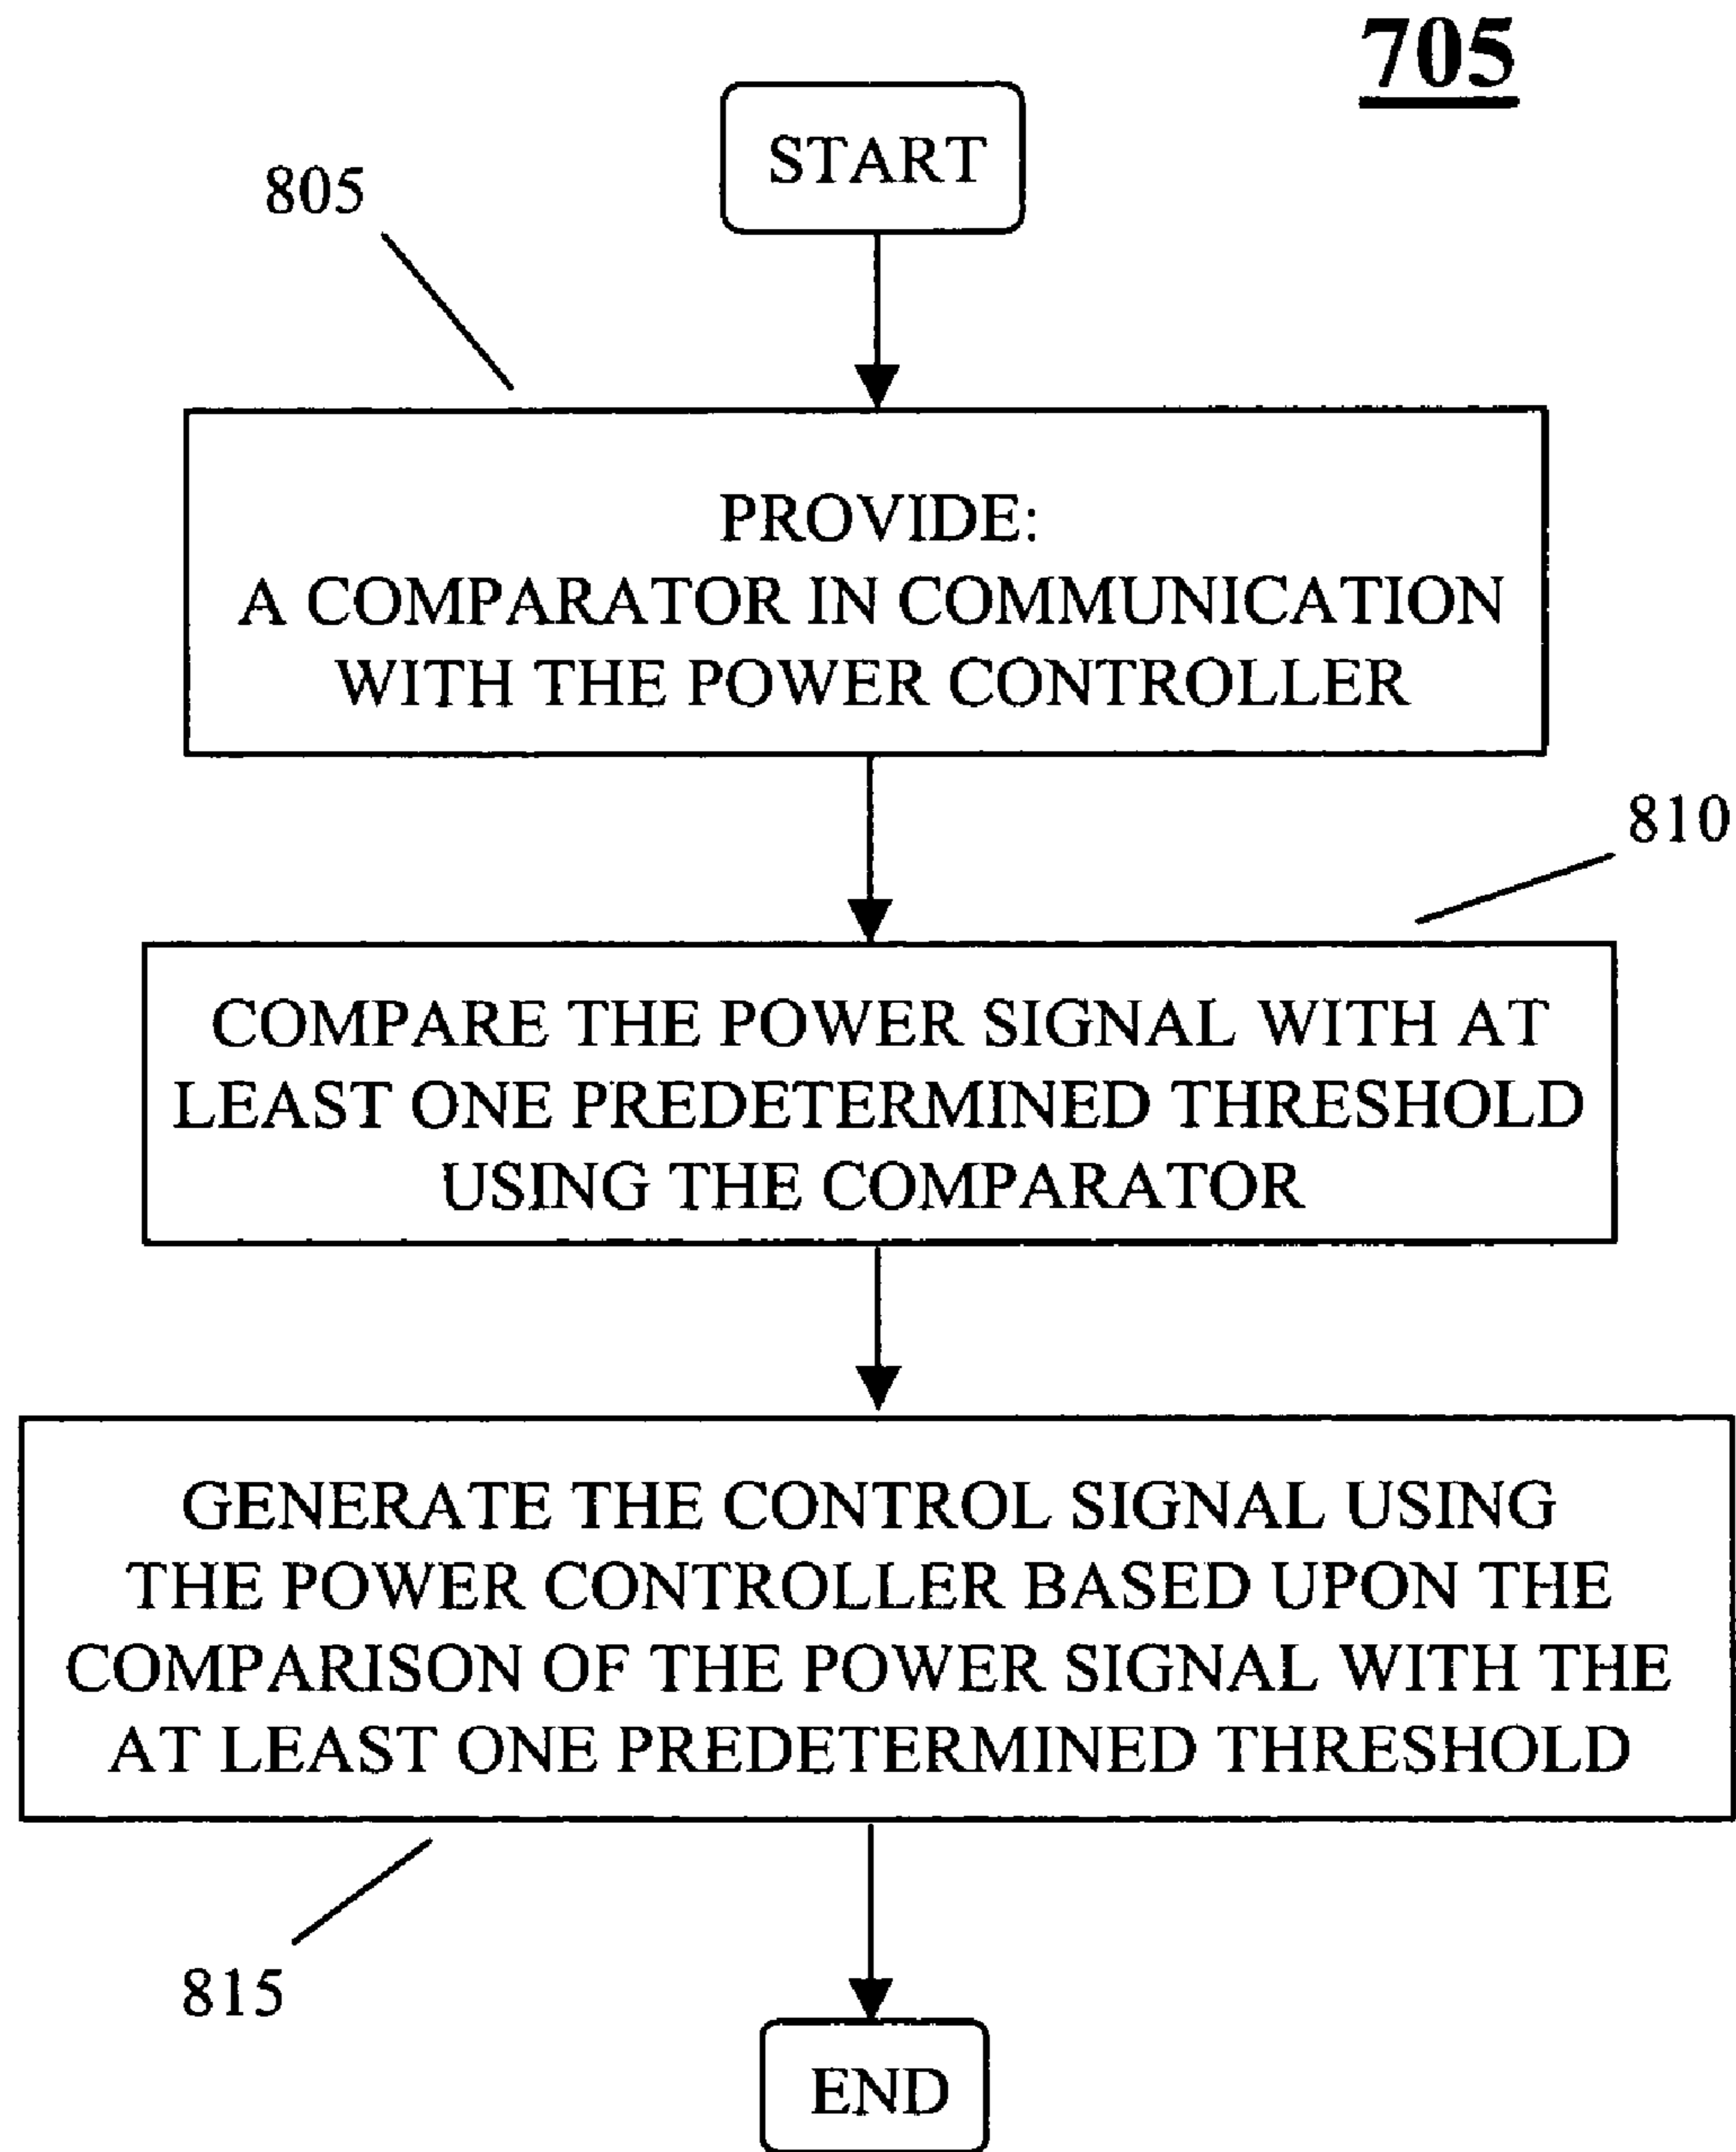 705
START
805
PROVIDE:
A COMPARATOR IN COMMUNICATION
WITH THE POWER CONTROLLER
810
COMPARE THE POWER SIGNAL WITH AT
LEAST ONE PREDETERMINED THRESHOLD
USING THE COMPARATOR
GENERATE THE CONTROL SIGNAL USING
THE POWER CONTROLLER BASED UPON THE
COMPARISON OF THE POWER SIGNAL WITH THE
AT LEAST ONE PREDETERMINED THRESHOLD
815
END